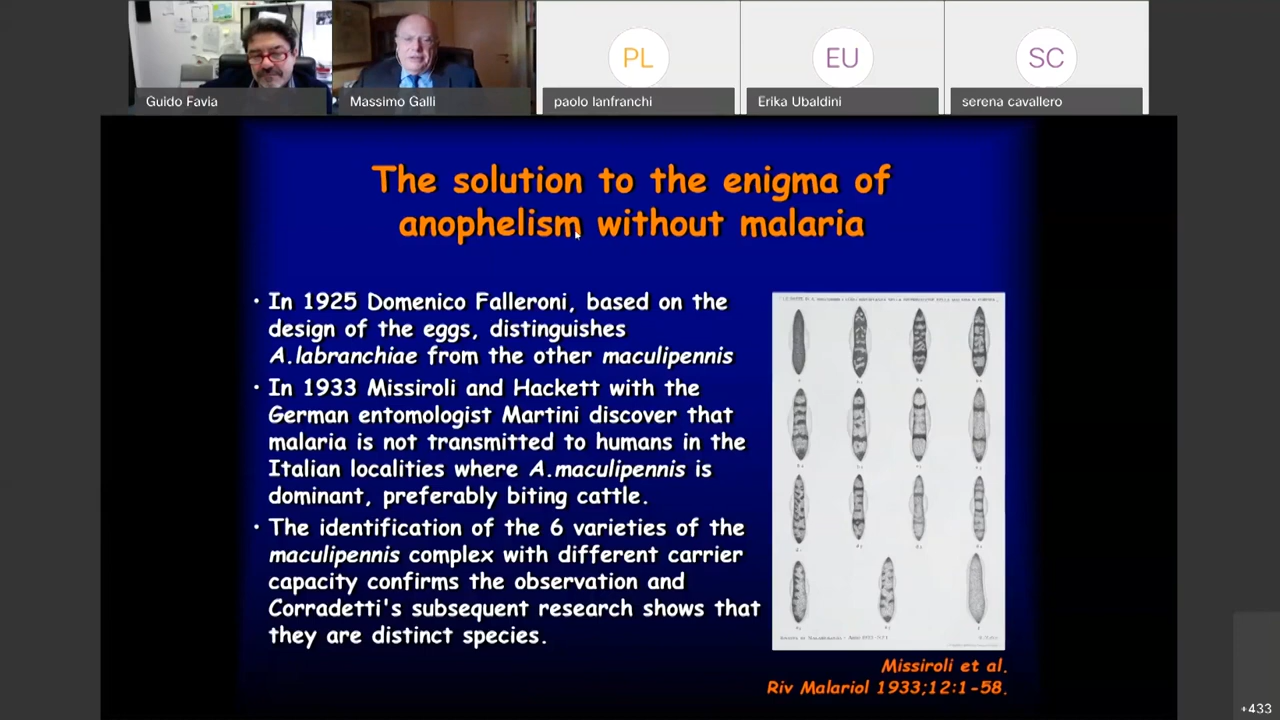 Guido Favia
Massimo Galli
PL
paolo lanfranchi
EU
Erika Ubaldini
SC
serena cavallero
The solution to the enigma of
anophelism without malaria
• In 1925 Domenico Falleroni, based on the
design of the eggs, distinguishes
A.labranchiae from the other maculipennis
• In 1933 Missiroli and Hackett with the
German entomologist Martini discover that
malaria is not transmitted to humans in the
Italian localities where A.maculipennis is
dominant, preferably biting cattle.
• The identification of the 6 varieties of the
maculipennis complex with different carrier
capacity confirms the observation and
Corradetti's subsequent research shows that
they are distinct species.
Missiroli et al.
Riv Malariol 1933;12:1-58.
+433